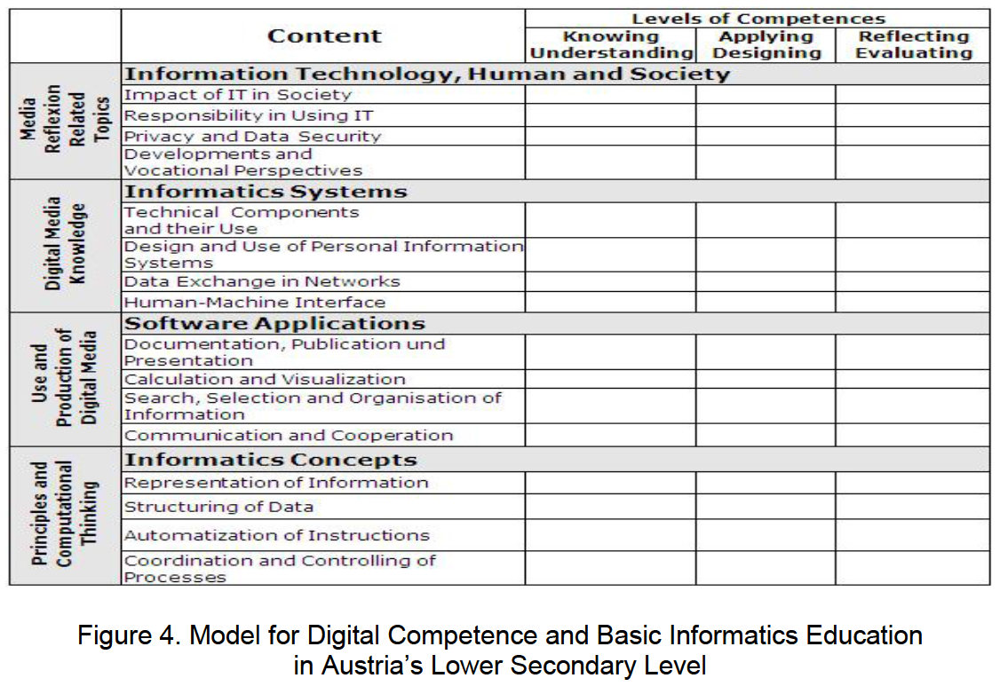 Content
Levels of Competences
Knowing
Understanding
Applying
Designing
Reflecting
Evaluating
Media
Reflexion
Related
Topics
Information Technology, Human and Society
Impact of IT in Society
Responsibility in Using IT
Privacy and Data Security
Developments and
Vocational Perspectives
Digital Media
Knowledge
Informatics Systems
Technical Components
and their Use
Design and Use of Personal Information
Systems
Data Exchange in Networks
Human-Machine Interface
Use and
Production of
Digital Media
Software Applications
Documentation, Publication und
Presentation
Calculation and Visualization
Search, Selection and Organisation of
Information
Communication and Cooperation
Principles and
Computational
Thinking
Informatics Concepts
Representation of Information
Structuring of Data
Automatization of Instructions
Coordination and Controlling of
Processes
Figure 4. Model for Digital Competence and Basic Informatics Education
in Austria's Lower Secondary Level